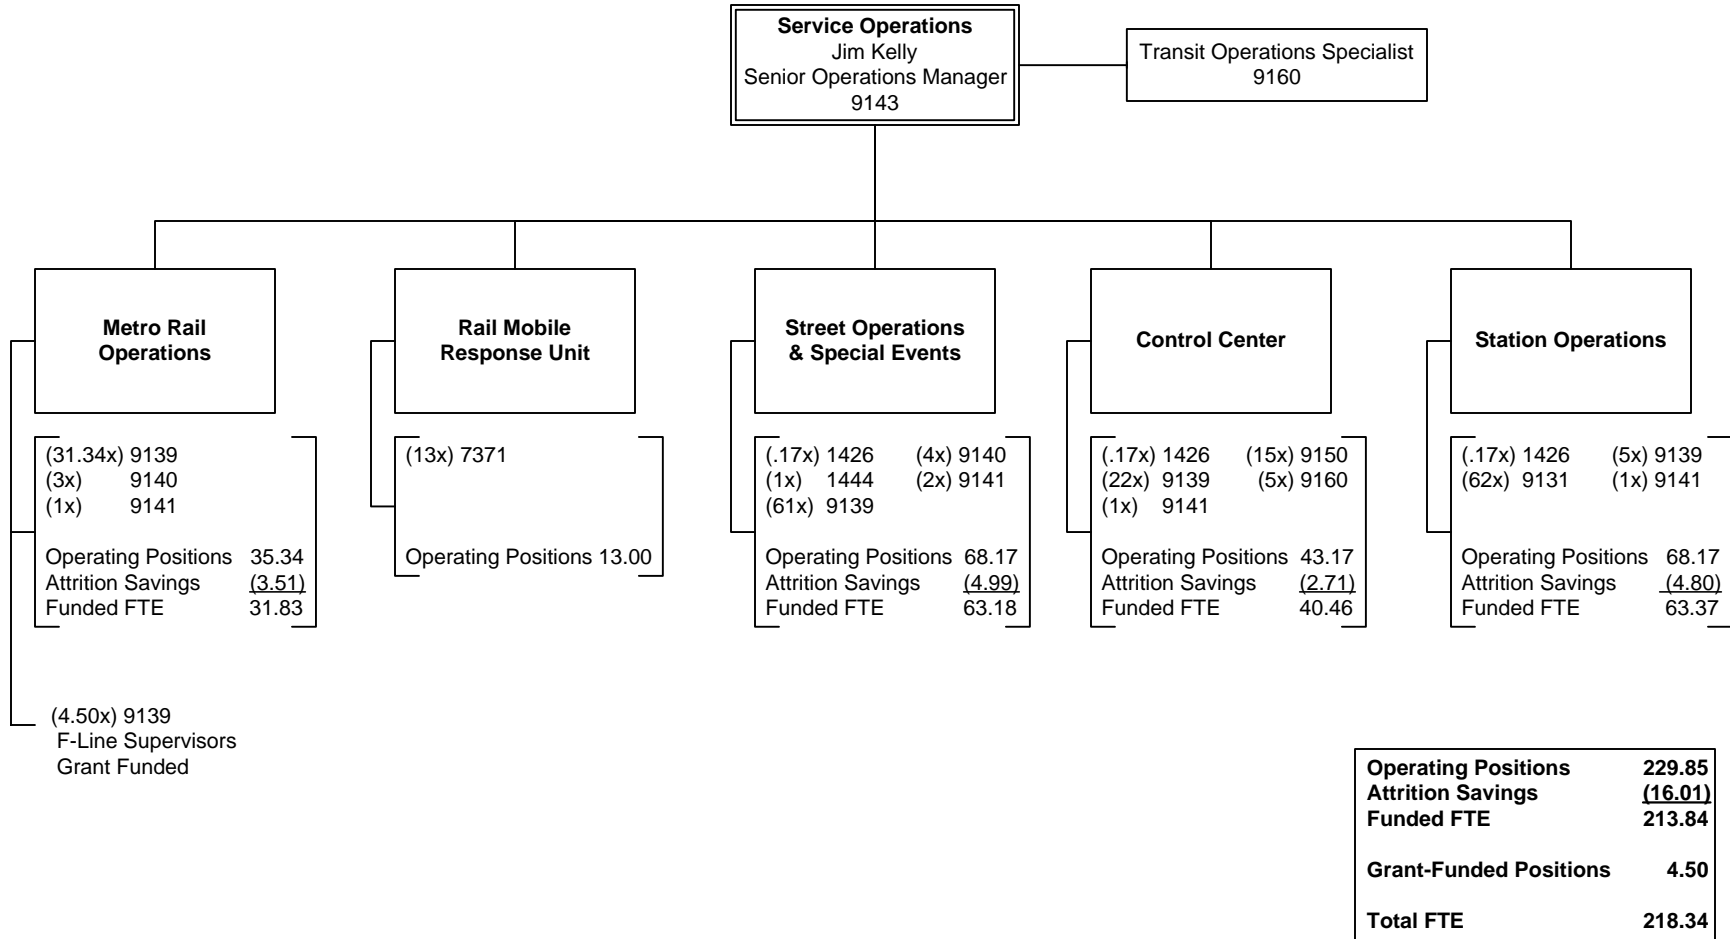 Service Operations
Jim Kelly
Senior Operations Manager
9143
Transit Operations Specialist
9160
Metro Rail
Operations
(31.34x) 9139
(3x) 9140
(1x) 9141
Operating Positions 35.34
Attrition Savings (3.51)
Funded FTE 31.83
(4.50x) 9139
F-Line Supervisors
Grant Funded
Rail Mobile
Response Unit
(13x) 7371
Operating Positions 13.00
Street Operations
& Special Events
(.17x) 1426 (4x) 9140
(1x) 1444 (2x) 9141
(61x) 9139
Operating Positions 68.17
Attrition Savings (4.99)
Funded FTE 63.18
Control Center
(.17x) 1426 (15x) 9150
(22x) 9139 (5x) 9160
(1x) 9141
Operating Positions 43.17
Attrition Savings (2.71)
Funded FTE 40.46
Station Operations
(.17x) 1426 (5x) 9139
(62x) 9131 (1x) 9141
Operating Positions 68.17
Attrition Savings (4.80)
Funded FTE 63.37
Operating Positions 229.85
Attrition Savings (16.01)
Funded FTE 213.84
Grant-Funded Positions 4.50
Total FTE 218.34